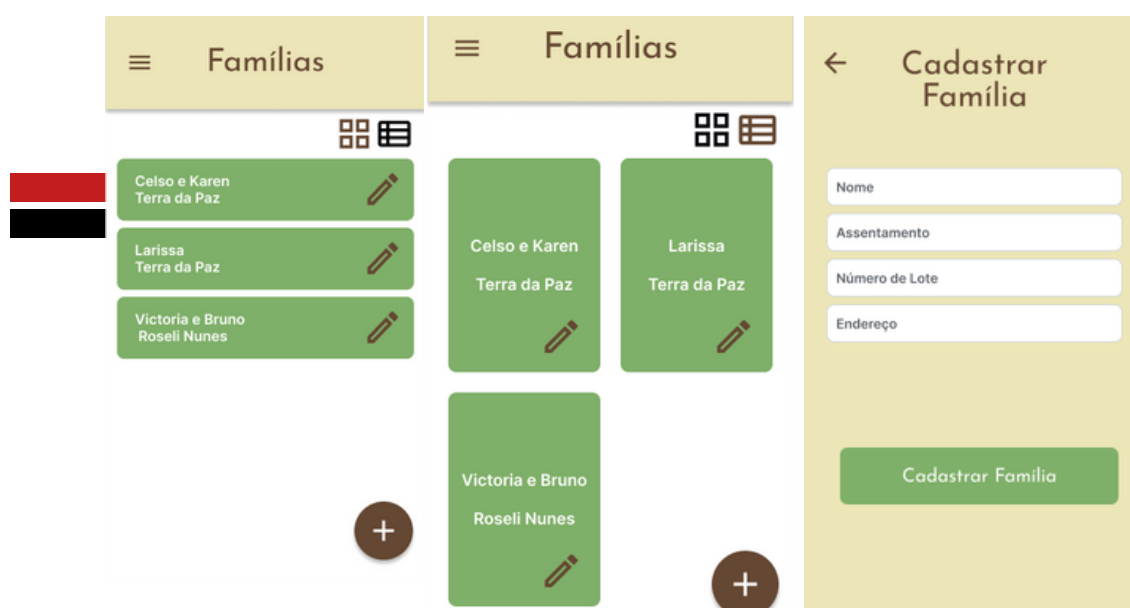 Famílias
Celso e Karen
Terra da Paz
Larissa
Terra da Paz
Victoria e Bruno
Roseli Nunes
Famílias
Celso e Karen
Terra da Paz
Larissa
Terra da Paz
Victoria e Bruno
Roseli Nunes
Cadastrar
Família
Nome
Assentamento
Número de Lote
Endereço
Cadastrar Família